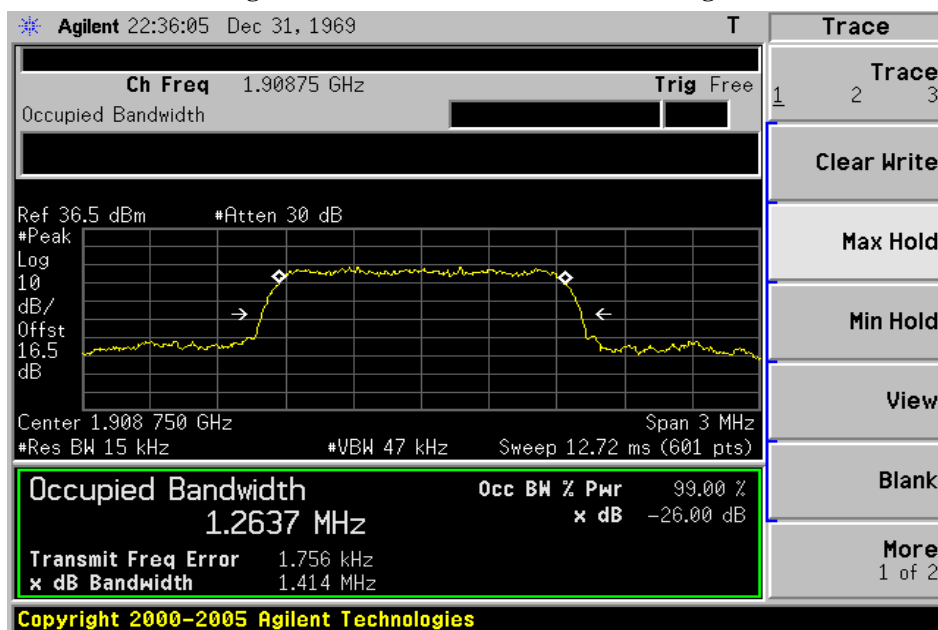 Agilent 22:36:05 Dec 31, 1969 T Trace
Ch Freq 1.90875 GHz Trig Free
Occupied Bandwidth
Trace
1 2 3
Clear Write
Max Hold
Min Hold
View
Blank
More
1 of 2
Ref 36.5 dBm #Atten 30 dB
#Peak
Log
10
dB/
Offst
16.5
dB
Center 1.908 750 GHz Span 3 MHz
#Res BW 15 kHz #VBW 47 kHz Sweep 12.72 ms (601 pts)
Occupied Bandwidth Occ BW % Pwr 99.00 %
1.2637 MHz x dB -26.00 dB
Transmit Freq Error 1.756 kHz
x dB Bandwidth 1.414 MHz
Copyright 2000-2005 Agilent Technologies